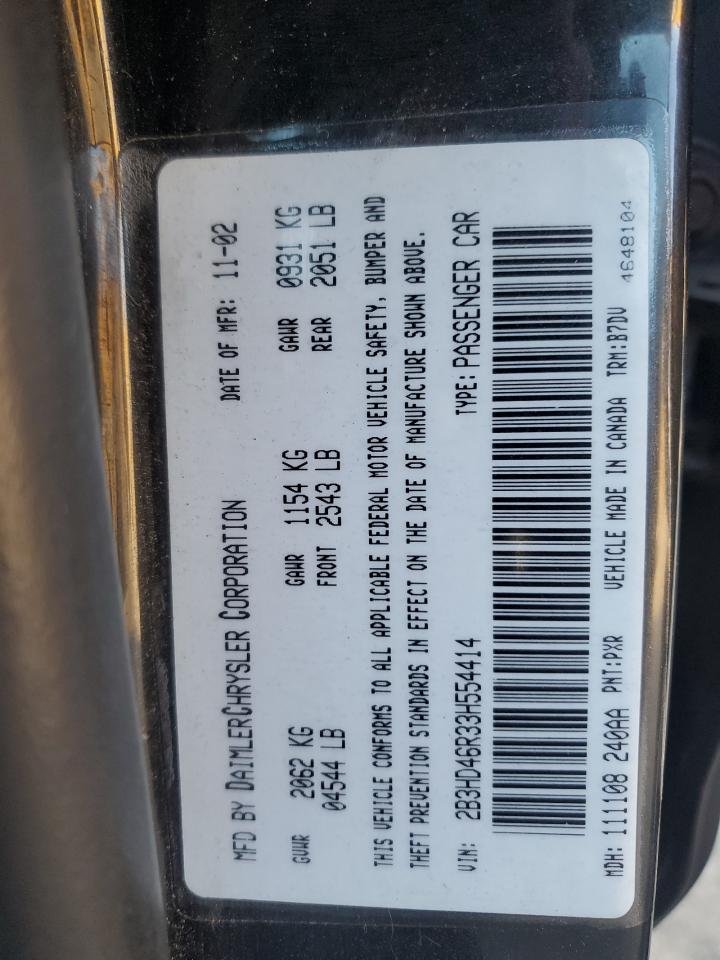 MFD BY DAIMLERCHRYSLER CORPORATION DATE OF MFR: 11-02
GVWR 2062 KG GAWR 1154 KG GAWR 0931 KG
04544 LB FRONT 2543 LB REAR 2051 LB
THIS VEHICLE CONFORMS TO ALL APPLICABLE FEDERAL MOTOR VEHICLE SAFETY, BUMPER AND
THEFT PREVENTION STANDARDS IN EFFECT ON THE DATE OF MANUFACTURE SHOWN ABOVE.
VIN: 2B3HD46R33H554414 TYPE: PASSENGER CAR
MDH: 111108 240AA PNT:PXR VEHICLE MADE IN CANADA TRM:B7DV
4648104